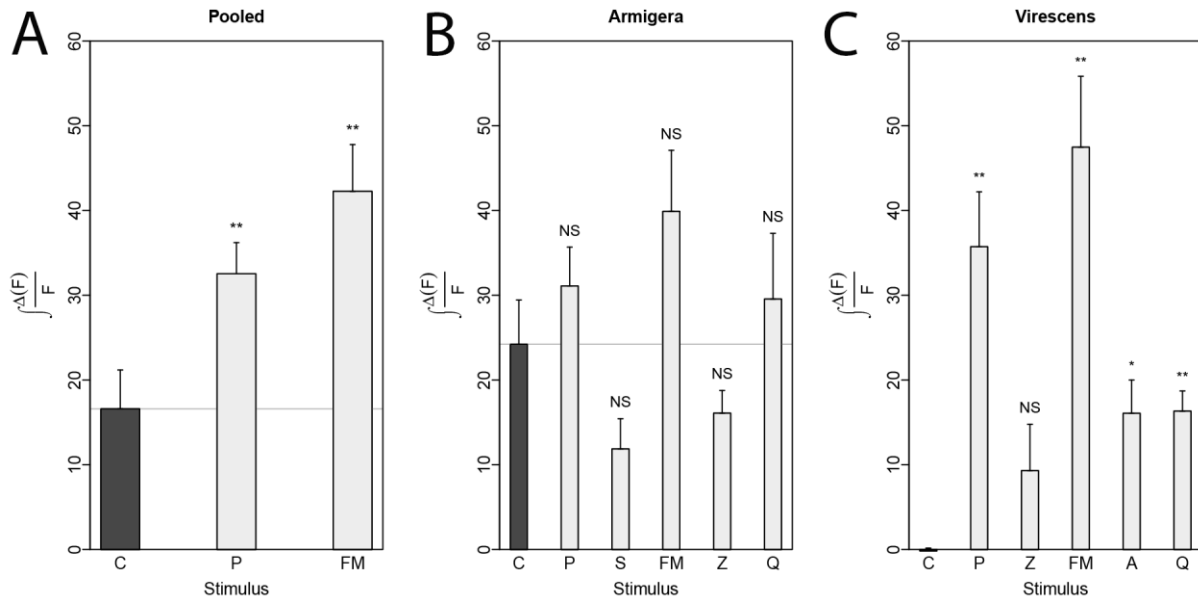 A
Pooled
60
50
40
30
20
10
0
∫Δ(F)
F
**
**
C P FM
Stimulus
B
Armigera
60
50
40
30
20
10
0
∫Δ(F)
F
NS
NS
NS
NS
NS
C P S FM Z Q
Stimulus
C
Virescens
60
50
40
30
20
10
0
∫Δ(F)
F
**
NS
**
*
**
C P Z FM A Q
Stimulus